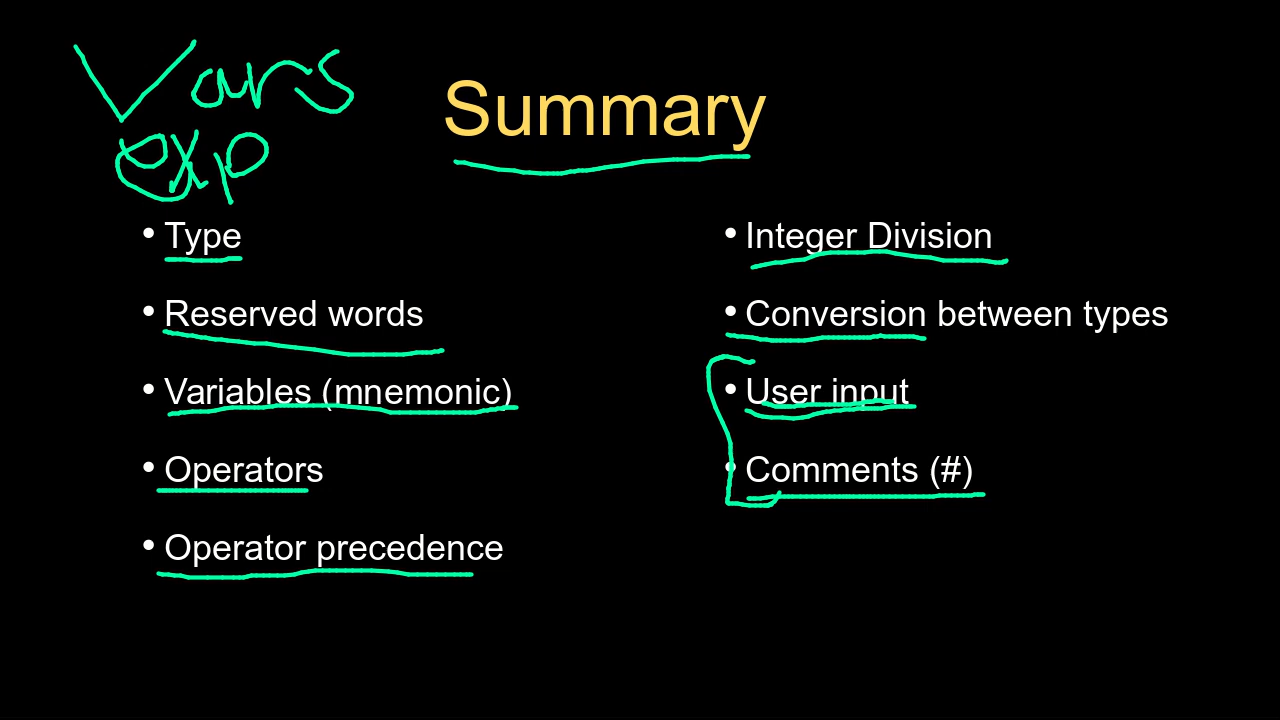 Vars
exp
Summary
• Type
• Reserved words
• Variables (mnemonic)
• Operators
• Operator precedence
• Integer Division
• Conversion between types
• User input
• Comments (#)